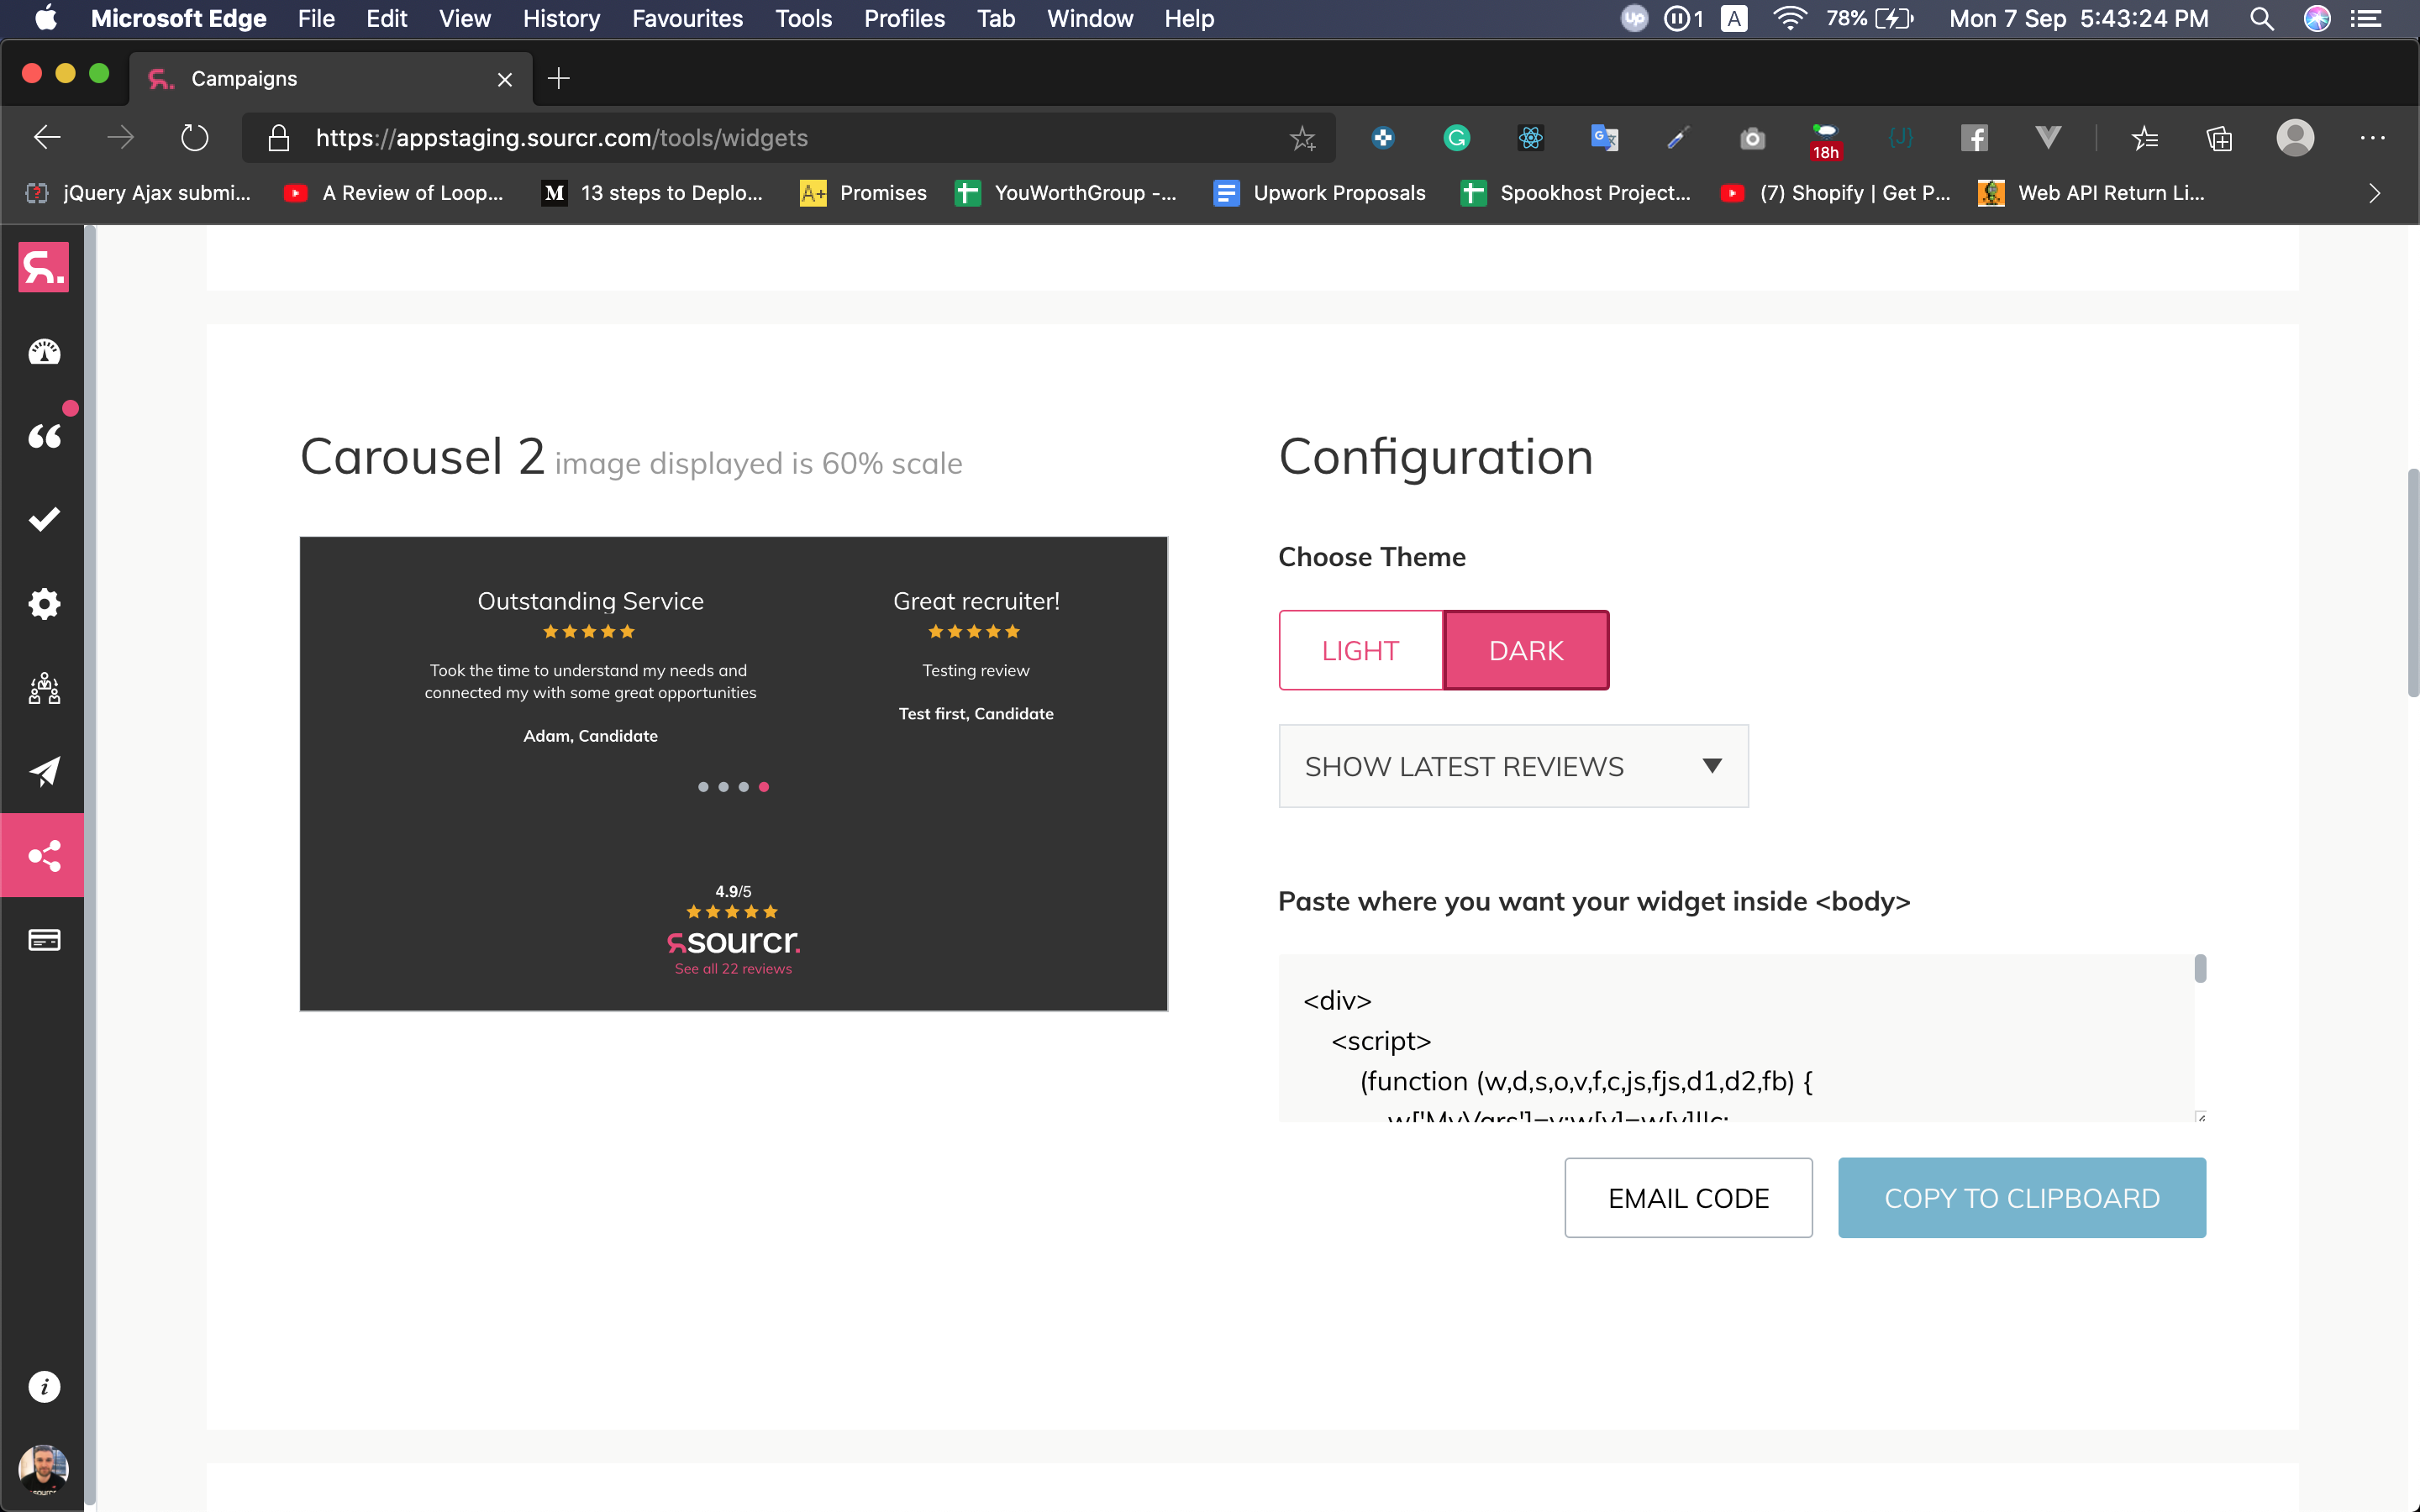 Microsoft Edge File Edit View History Favourites Tools Profiles Tab Window Help
UP 1 A 78% Mon 7 Sep 5:43:24 PM
Campaigns
https://appstaging.sourcr.com/tools/widgets
18h
jQuery Ajax submi... A Review of Loop... 13 steps to Deplo... Promises YouWorthGroup -... Upwork Proposals Spookhost Project... (7) Shopify | Get P... Web API Return Li...
Carousel 2 image displayed is 60% scale
Outstanding Service
Took the time to understand my needs and
connected my with some great opportunities
Adam, Candidate
Great recruiter!
Testing review
Test first, Candidate
4.9/5
sourcr.
See all 22 reviews
Configuration
Choose Theme
LIGHT DARK
SHOW LATEST REVIEWS
Paste where you want your widget inside <body>
<div>
<script>
(function (w,d,s,o,v,f,c,js,fjs,d1,d2,fb) {
w['MyVars']=v;w[v]=w[v]||c;
EMAIL CODE COPY TO CLIPBOARD